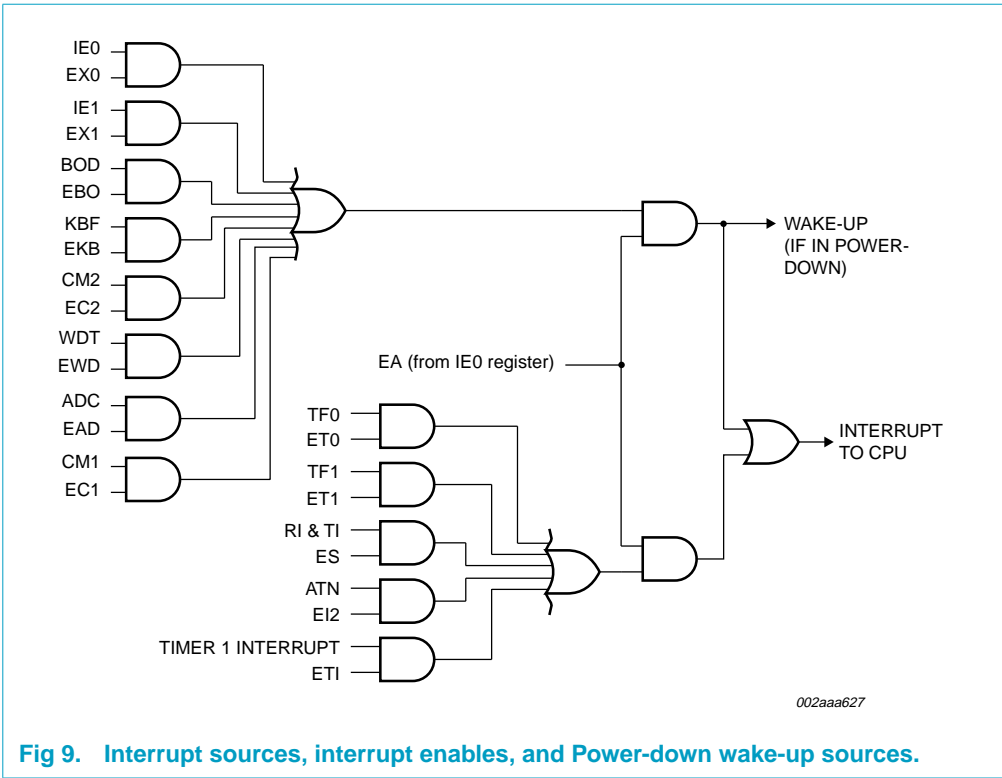 IE0
EX0
IE1
EX1
BOD
EBO
KBF
EKB
CM2
EC2
WDT
EWD
ADC
EAD
CM1
EC1
WAKE-UP
(IF IN POWER-
DOWN)
EA (from IE0 register)
TF0
ET0
TF1
ET1
RI & TI
ES
ATN
EI2
TIMER 1 INTERRUPT
ETI
INTERRUPT
TO CPU
002aaa627
Fig 9. Interrupt sources, interrupt enables, and Power-down wake-up sources.